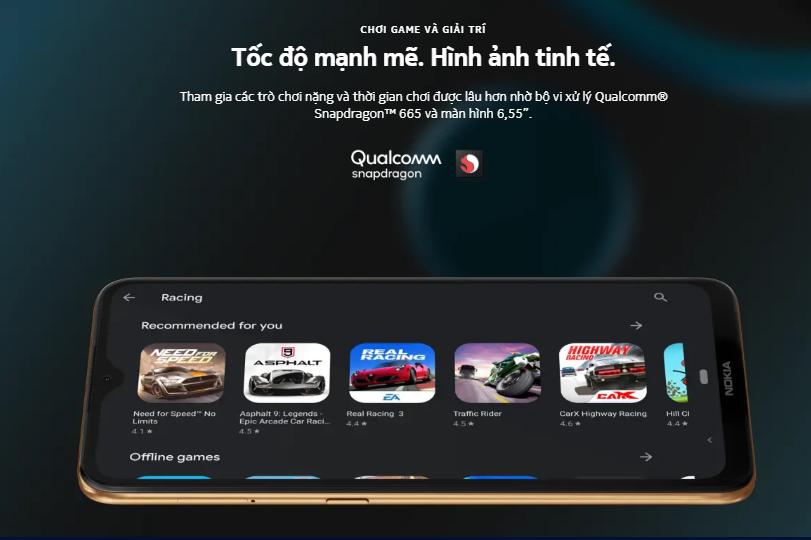 CHƠI GAME VÀ GIẢI TRÍ
Tốc độ mạnh mẽ. Hình ảnh tinh tế.
Tham gia các trò chơi nặng và thời gian chơi được lâu hơn nhờ bộ vi xử lý Qualcomm®
Snapdragon™ 665 và màn hình 6,55”.
Qualcomm
snapdragon
Racing
Recommended for you
NEED FOR SPEED
ASPHALT
REAL RACING
EA
HIGHWAY RACING
CARX
NOKIA
Need for Speed™ No Limits
4.1 ★
Asphalt 9: Legends - Epic Arcade Car Raci...
4.5 ★
Real Racing 3
4.4 ★
Traffic Rider
4.5 ★
CarX Highway Racing
4.6 ★
Hill Cl
4.4 ★
Offline games